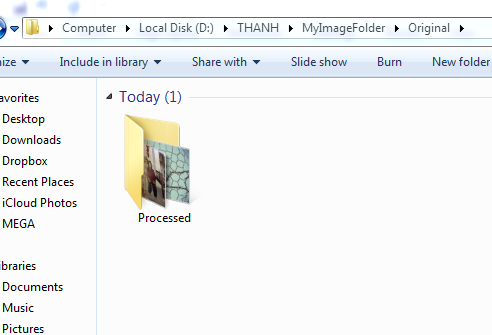 Computer Local Disk (D:) THANH MyImageFolder Original
ize Include in library Share with Slide show Burn New folder
Today (1)
Processed
avorites
Desktop
Downloads
Dropbox
Recent Places
iCloud Photos
MEGA
ibraries
Documents
Music
Pictures